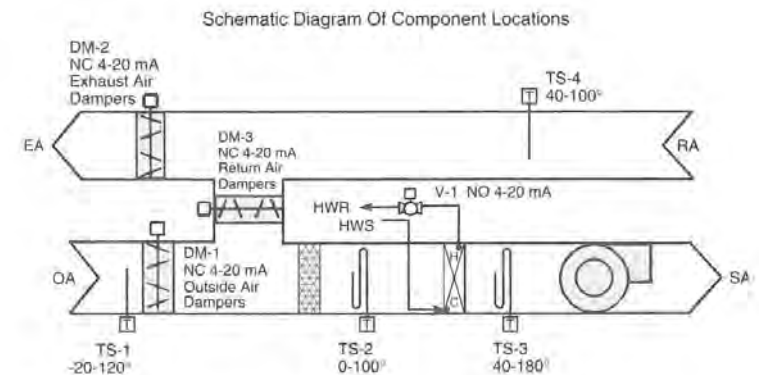 Schematic Diagram Of Component Locations
DM-2
NC 4-20 mA
Exhaust Air
Dampers
TS-4
40-100°
T
EA
DM-3
NC 4-20 mA
Return Air
Dampers
RA
V-1 NO 4-20 mA
HWR
HWS
OA
DM-1
NC 4-20 mA
Outside Air
Dampers
H
C
SA
T
T
T
TS-1
-20-120°
TS-2
0-100°
TS-3
40-180°